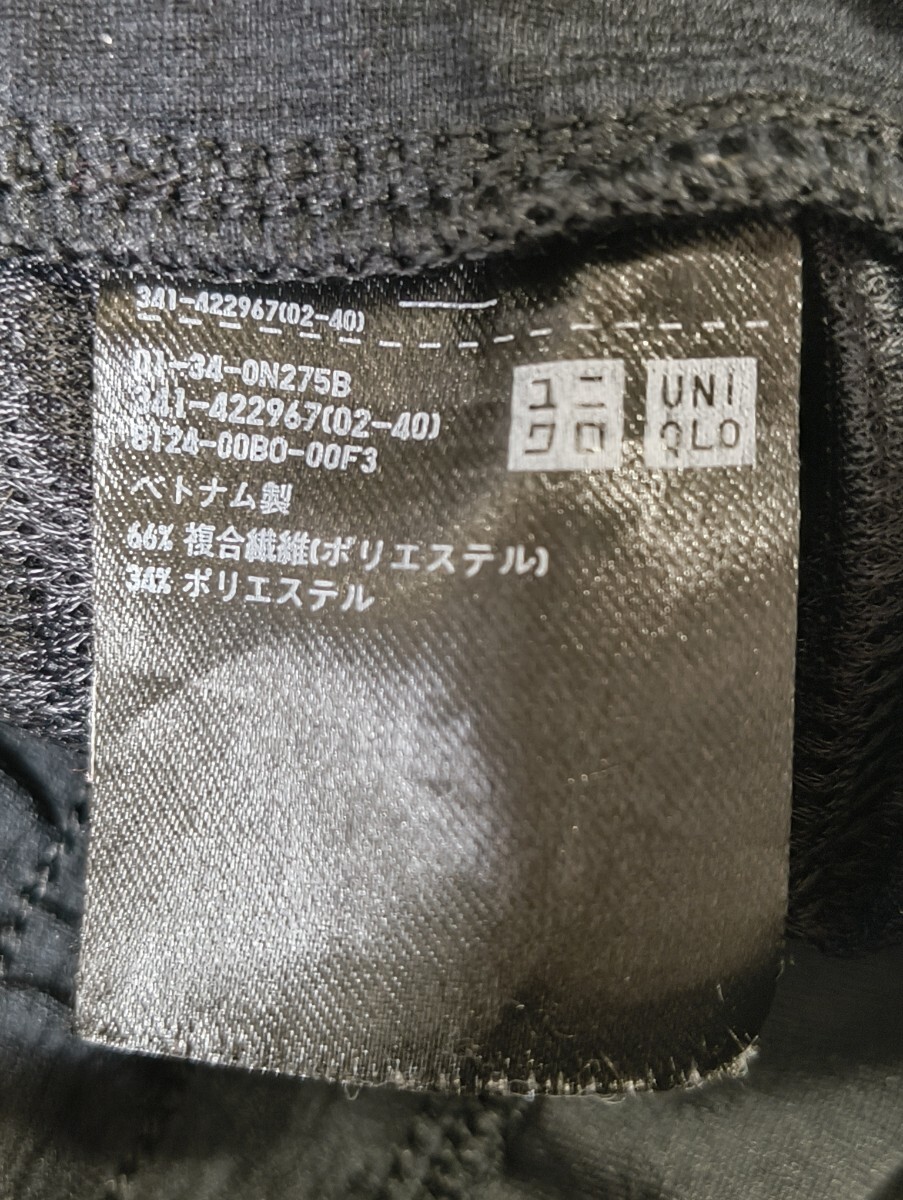 341-422967(02-40)
01-34-0N275B
341-422967(02-40)
8124-00B0-00F3
ベトナム製
66% 複合繊維(ポリエステル)
34% ポリエステル
ユニ
クロ
UNI
QLO